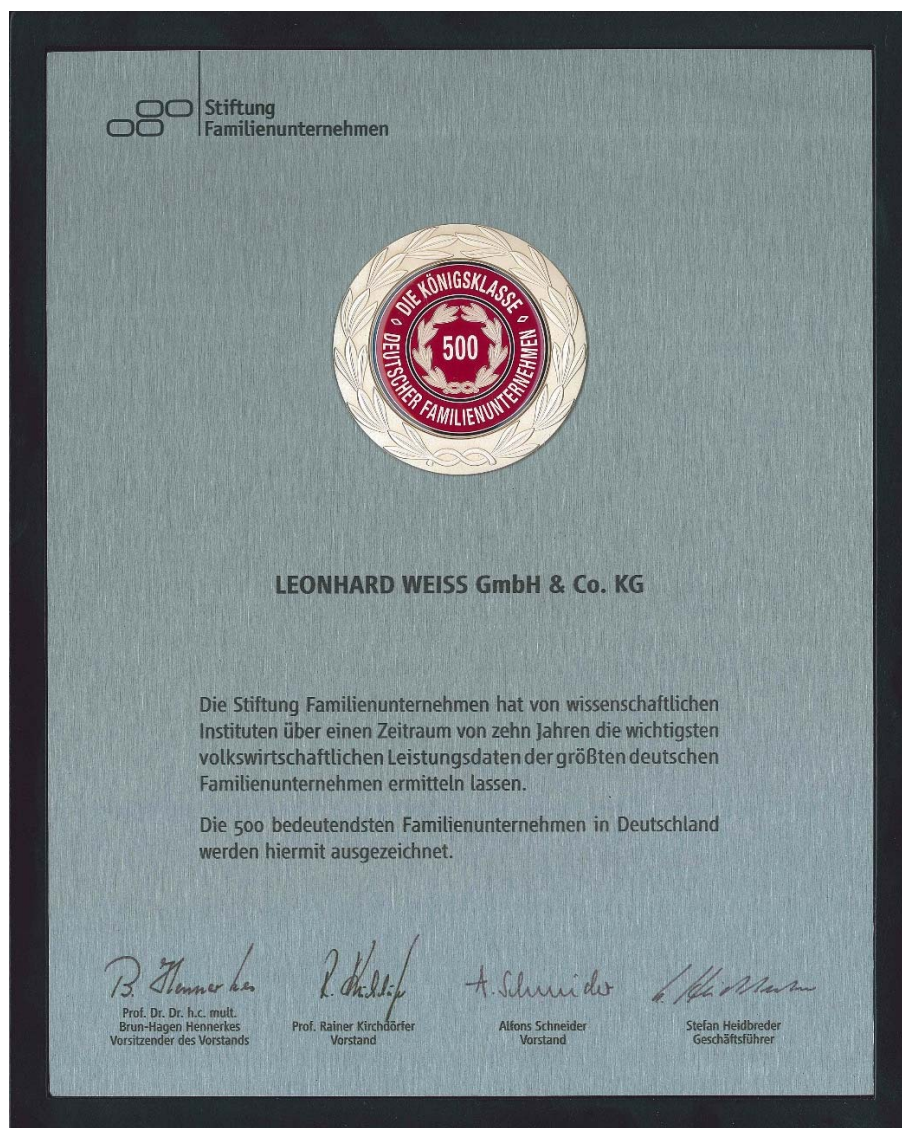 Stiftung
Familienunternehmen
DIE KÖNIGSKLASSE
DEUTSCHER FAMILIENUNTERNEHMEN
500
LEONHARD WEISS GmbH & Co. KG
Die Stiftung Familienunternehmen hat von wissenschaftlichen
Instituten über einen Zeitraum von zehn Jahren die wichtigsten
volkswirtschaftlichen Leistungsdaten der größten deutschen
Familienunternehmen ermitteln lassen.
Die 500 bedeutendsten Familienunternehmen in Deutschland
werden hiermit ausgezeichnet.
B. Hennerkes
A. Schneider
Prof. Dr. Dr. h.c. mult.
Brun-Hagen Hennerkes
Vorsitzender des Vorstands
Prof. Rainer Kirchdörfer
Vorstand
Alfons Schneider
Vorstand
Stefan Heidbreder
Geschäftsführer